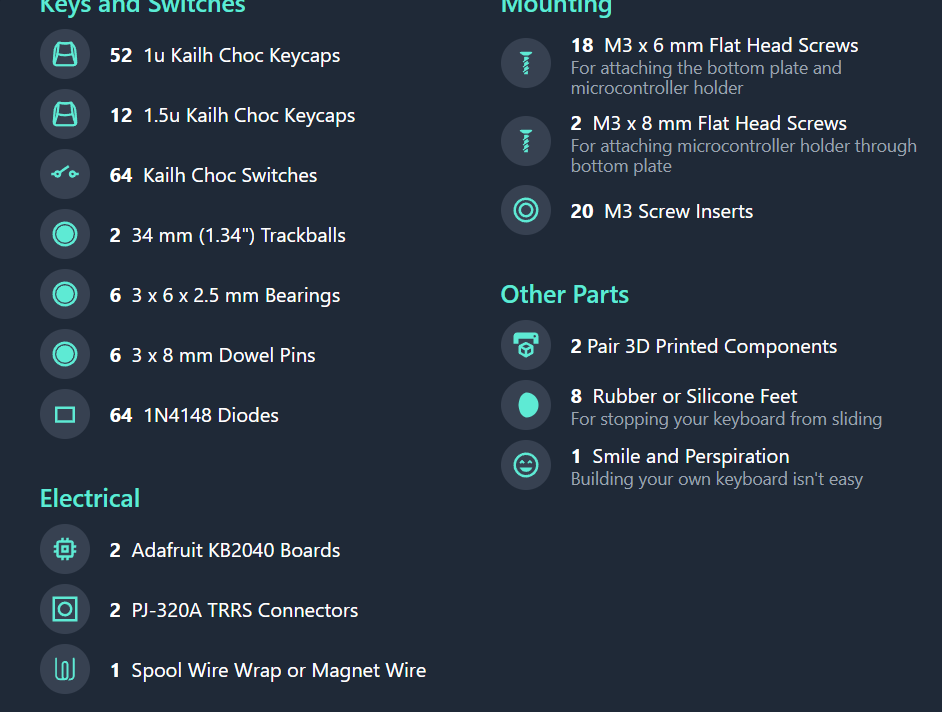 Keys and Switches
52 1u Kailh Choc Keycaps
12 1.5u Kailh Choc Keycaps
64 Kailh Choc Switches
2 34 mm (1.34") Trackballs
6 3 x 6 x 2.5 mm Bearings
6 3 x 8 mm Dowel Pins
64 1N4148 Diodes
Electrical
2 Adafruit KB2040 Boards
2 PJ-320A TRRS Connectors
1 Spool Wire Wrap or Magnet Wire
Mounting
18 M3 x 6 mm Flat Head Screws
For attaching the bottom plate and
microcontroller holder
2 M3 x 8 mm Flat Head Screws
For attaching microcontroller holder through
bottom plate
20 M3 Screw Inserts
Other Parts
2 Pair 3D Printed Components
8 Rubber or Silicone Feet
For stopping your keyboard from sliding
1 Smile and Perspiration
Building your own keyboard isn't easy